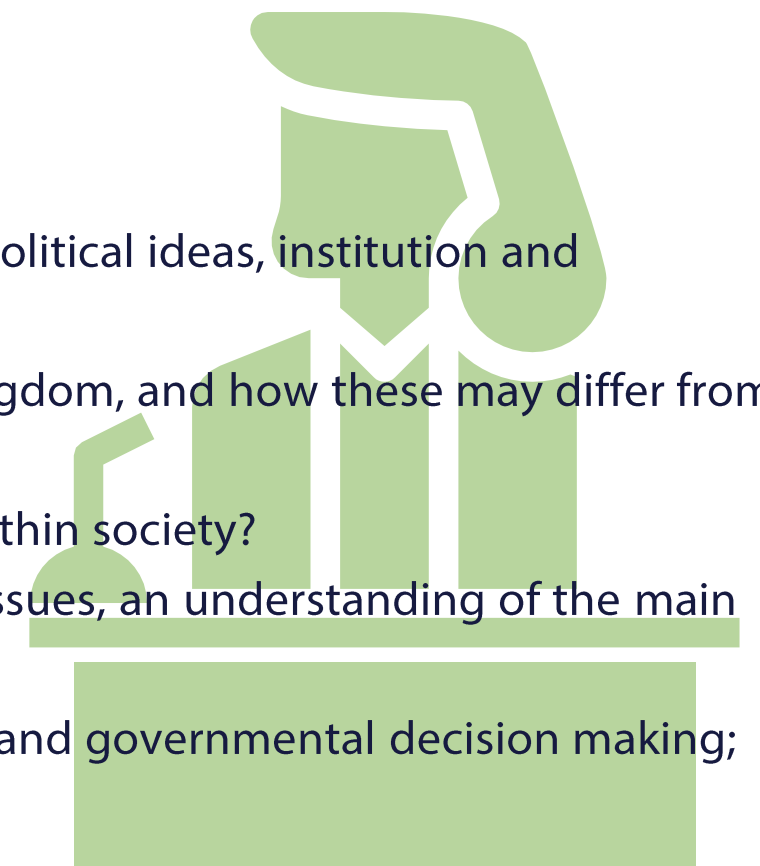 olitical ideas, institution and
gdom, and how these may differ from
thin society?
ssues, an understanding of the main
and governmental decision making;